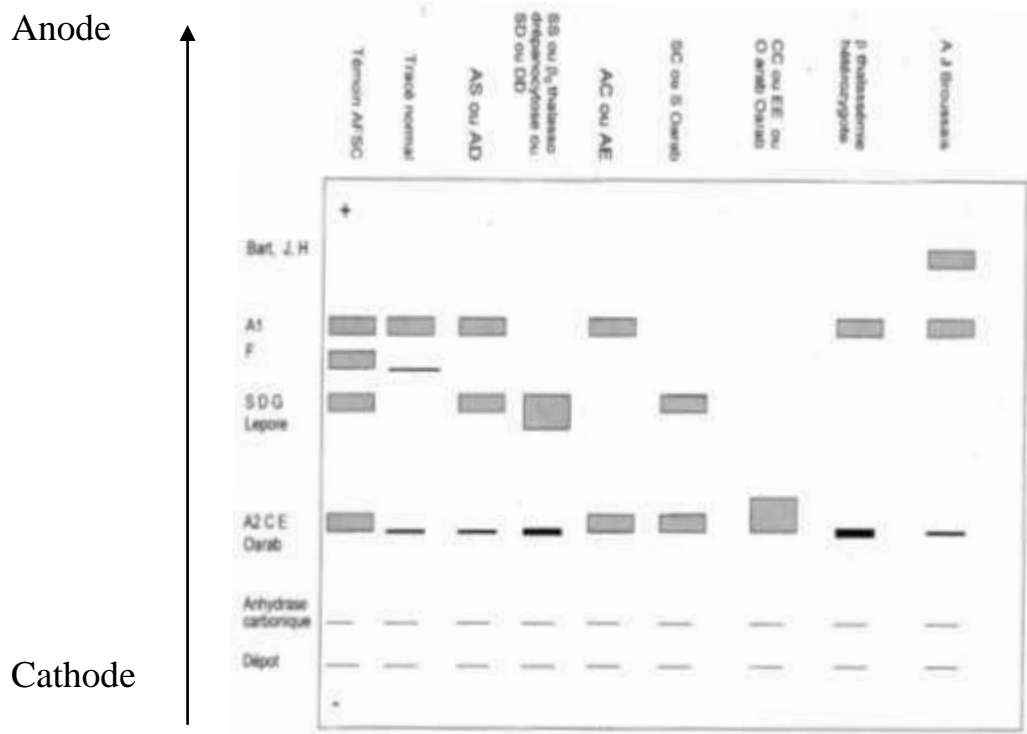 Anode
Témoin AFSC
Tracé normal
AS ou AD
SS ou β₀ thalasso
drépanocytose ou
SD ou DD
AC ou AE
SC ou S Oarab
CC ou EE ou
O arab Oarab
β thalassémie
hétérozygote
A J Broussais
+
Bart, J, H
A1
F
S D G
Lepore
A2 C E
Oarab
Anhydrase
carbonique
Dépot
Cathode
-